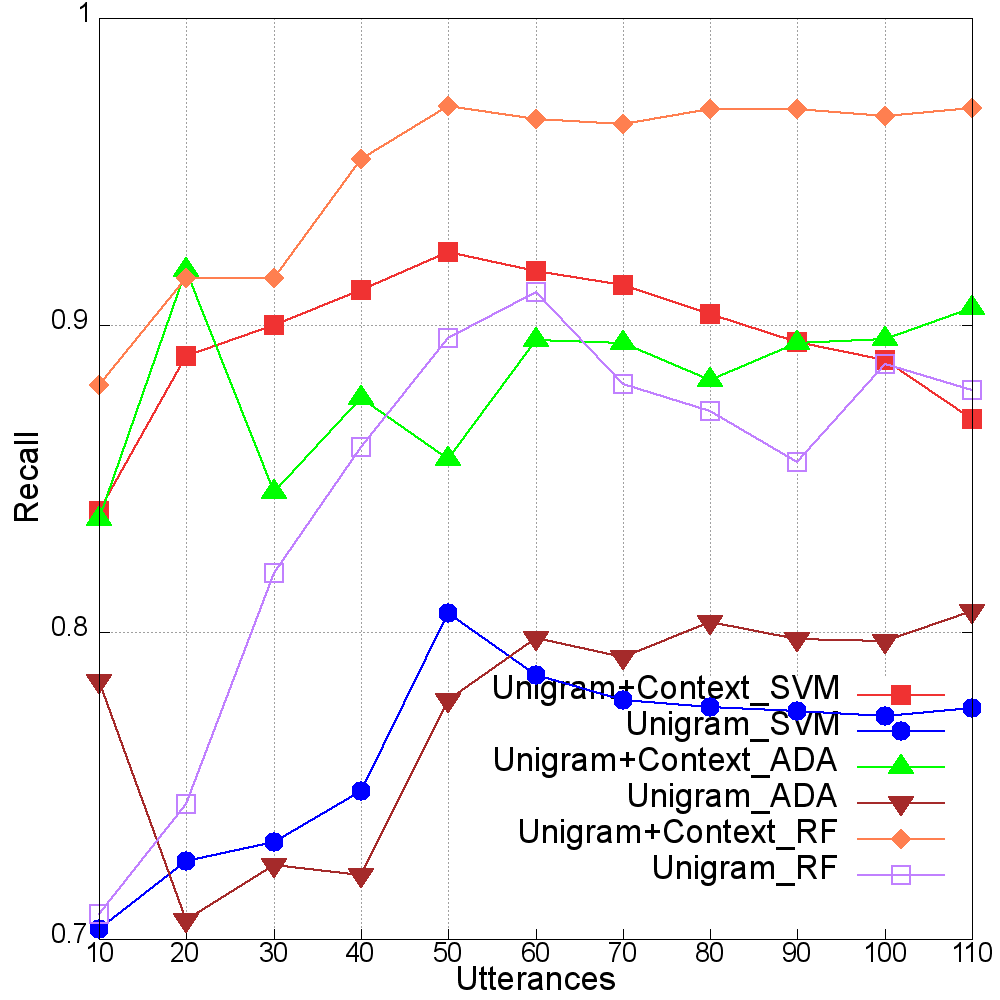 1
0.9
0.8
0.7
Recall
Unigram+Context_SVM
Unigram_SVM
Unigram+Context_ADA
Unigram_ADA
Unigram+Context_RF
Unigram_RF
10 20 30 40 50 60 70 80 90 100 110
Utterances